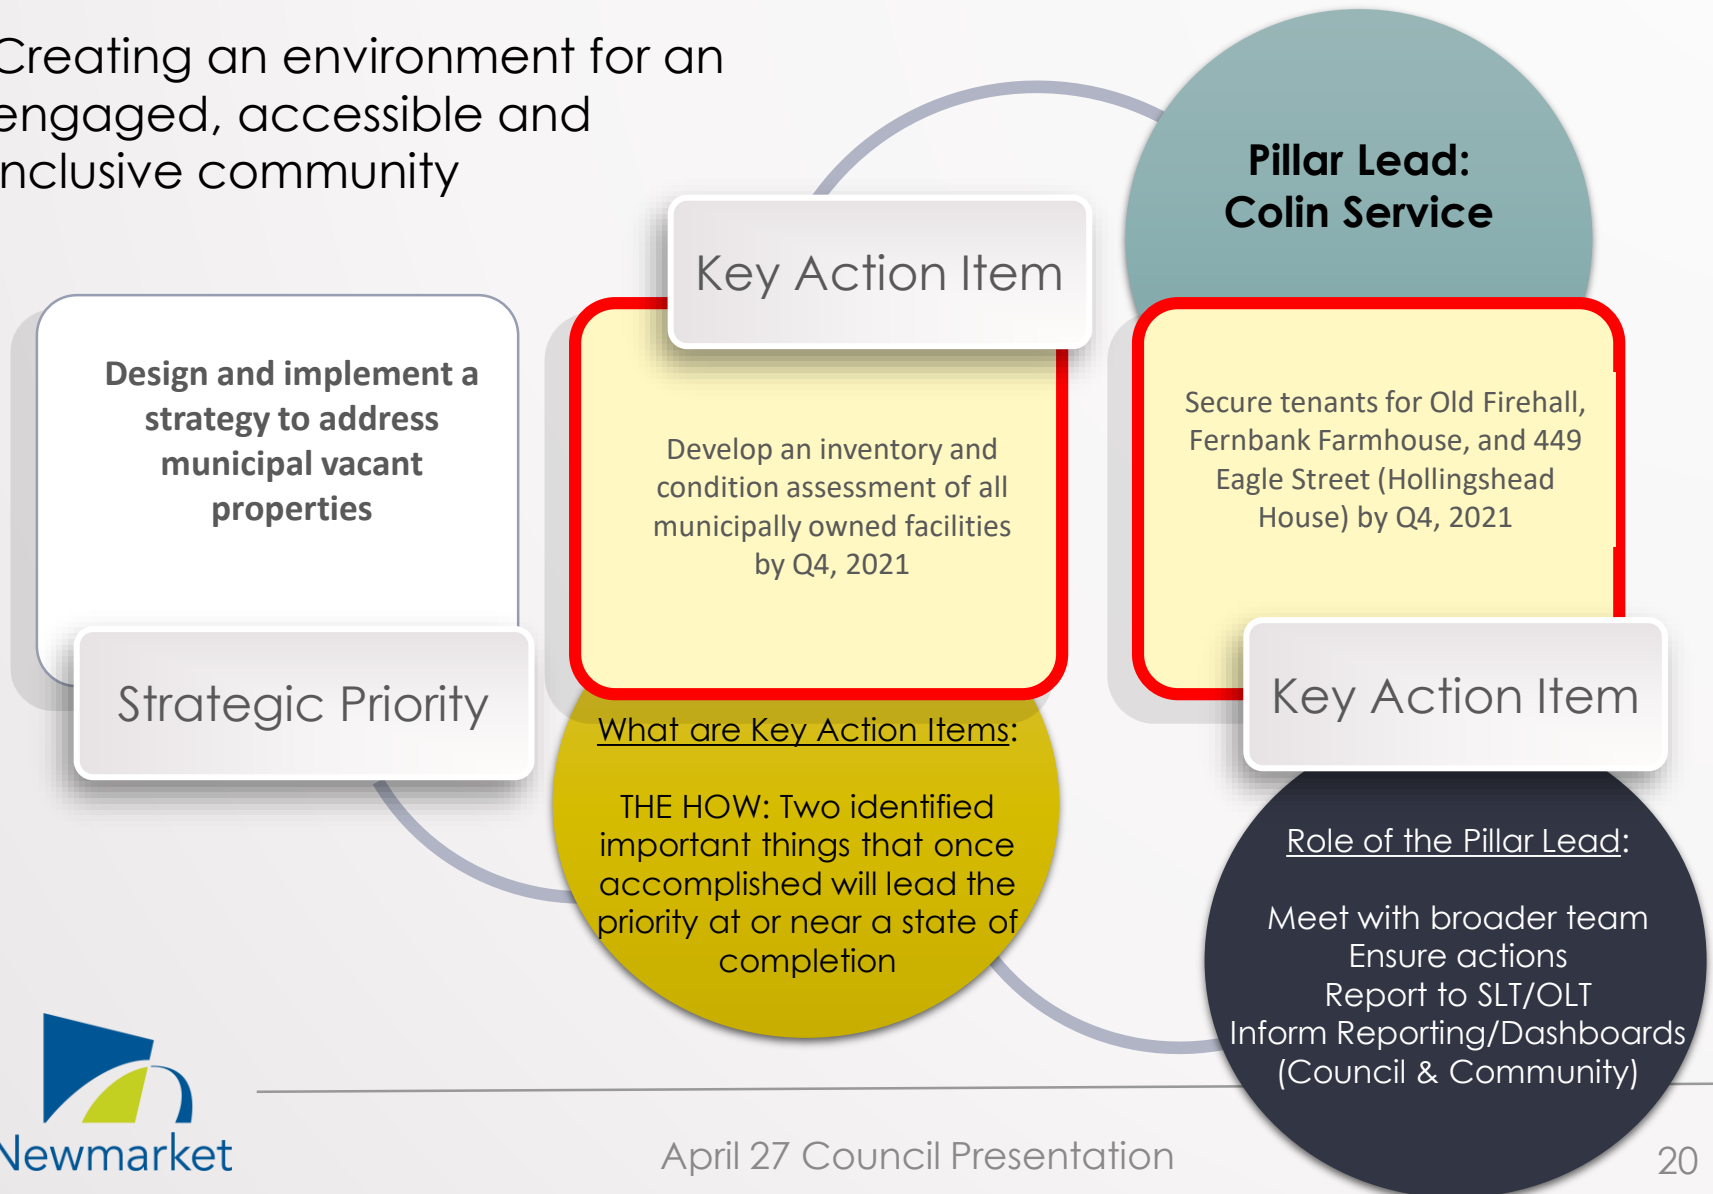 Creating an environment for an
engaged, accessible and
inclusive community
Pillar Lead:
Colin Service
Key Action Item
Design and implement a
strategy to address
municipal vacant
properties
Strategic Priority
Develop an inventory and
condition assessment of all
municipally owned facilities
by Q4, 2021
Secure tenants for Old Firehall,
Fernbank Farmhouse, and 449
Eagle Street (Hollingshead
House) by Q4, 2021
Key Action Item
What are Key Action Items:
THE HOW: Two identified
important things that once
accomplished will lead the
priority at or near a state of
completion
Role of the Pillar Lead:
Meet with broader team
Ensure actions
Report to SLT/OLT
Inform Reporting/Dashboards
(Council & Community)
Newmarket
April 27 Council Presentation
20